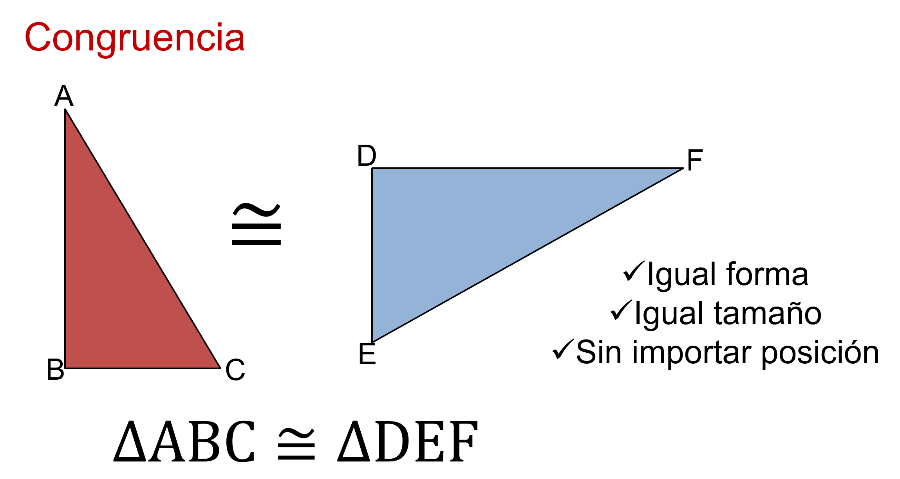 Congruencia
A
D
F
≅
✓Igual forma
✓Igual tamaño
✓Sin importar posición
E
B
C
ΔABC ≅ ΔDEF